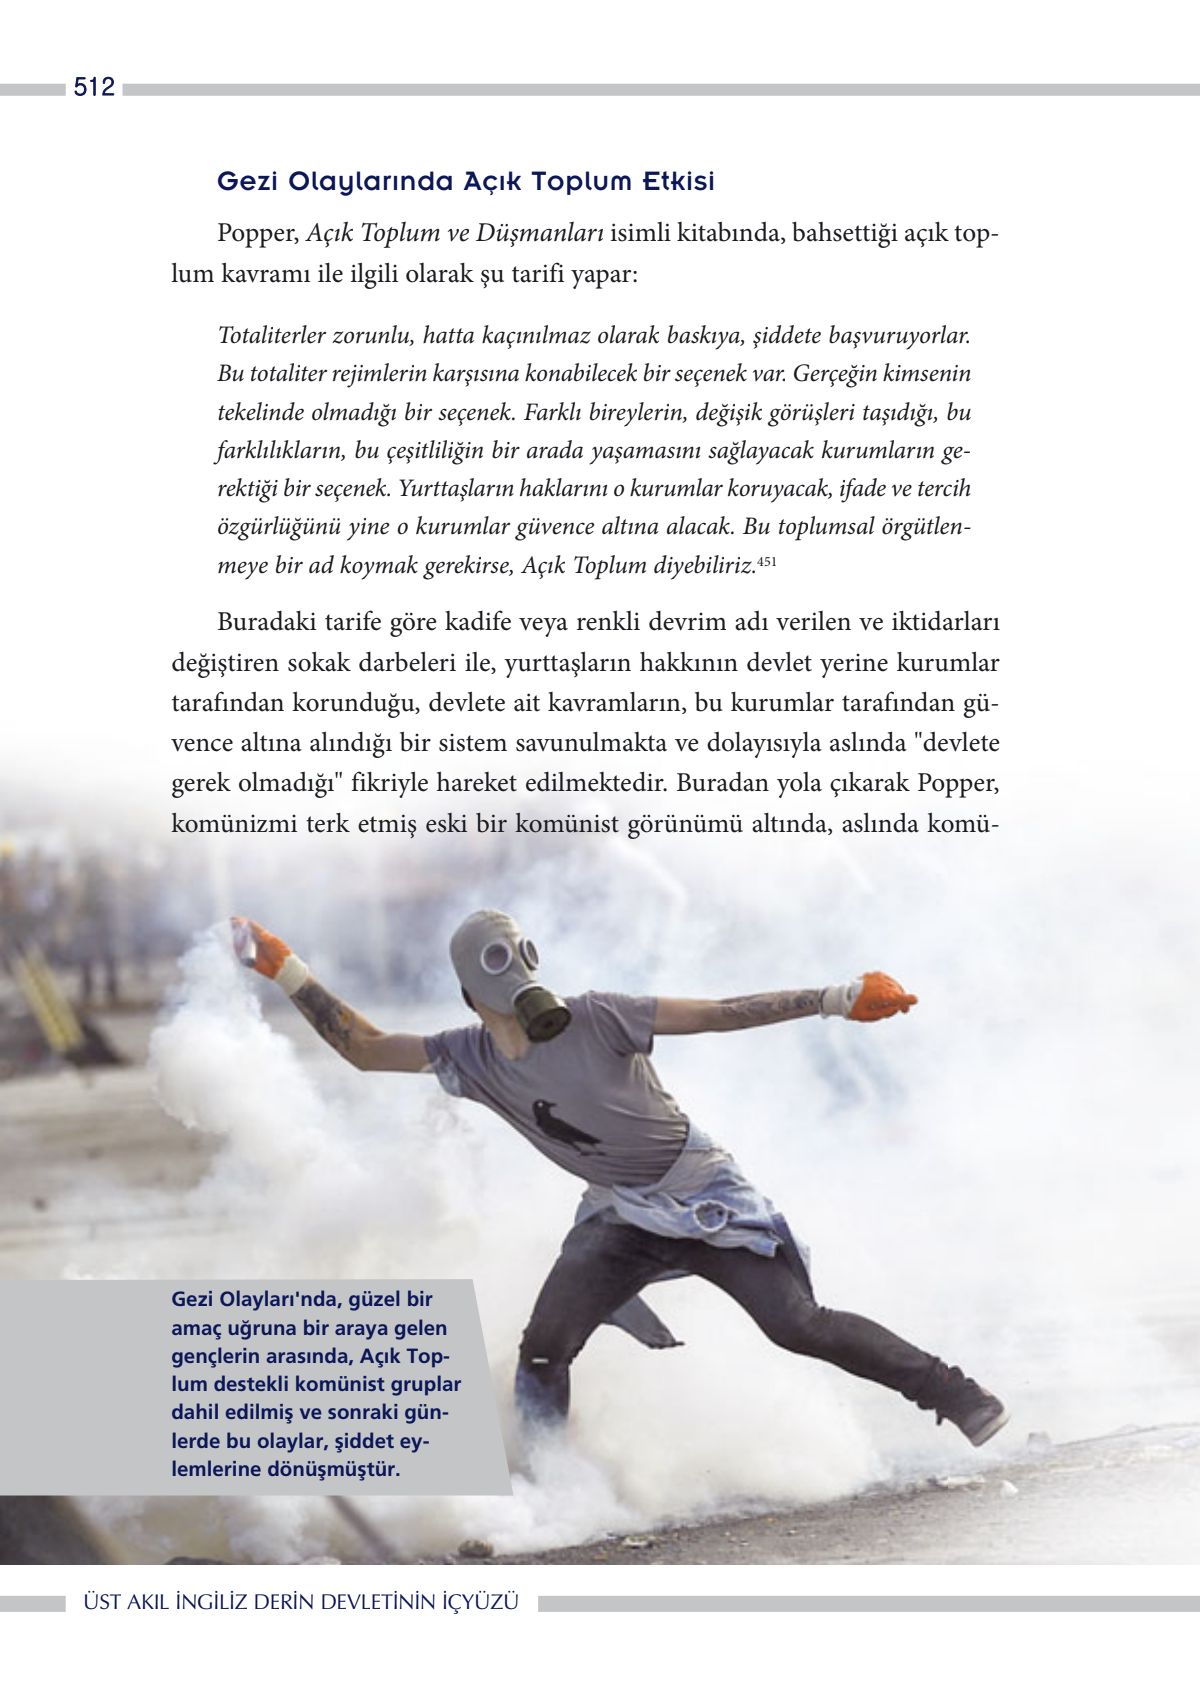 512
Gezi Olaylarında Açık Toplum Etkisi
Popper, Açık Toplum ve Düşmanları isimli kitabında, bahsettiği açık top-
lum kavramı ile ilgili olarak şu tarifi yapar:
Totaliterler zorunlu, hatta kaçınılmaz olarak baskıya, şiddete başvuruyorlar.
Bu totaliter rejimlerin karşısına konabilecek bir seçenek var. Gerçeğin kimsenin
tekelinde olmadığı bir seçenek. Farklı bireylerin, değişik görüşleri taşıdığı, bu
farklılıkların, bu çeşitliliğin bir arada yaşamasını sağlayacak kurumların ge-
rektiği bir seçenek. Yurttaşların haklarını o kurumlar koruyacak, ifade ve tercih
özgürlüğünü yine o kurumlar güvence altına alacak. Bu toplumsal örgütlen-
meye bir ad koymak gerekirse, Açık Toplum diyebiliriz.451
Buradaki tarife göre kadife veya renkli devrim adı verilen ve iktidarları
değiştiren sokak darbeleri ile, yurttaşların hakkının devlet yerine kurumlar
tarafından korunduğu, devlete ait kavramların, bu kurumlar tarafından gü-
vence altına alındığı bir sistem savunulmakta ve dolayısıyla aslında "devlete
gerek olmadığı" fikriyle hareket edilmektedir. Buradan yola çıkarak Popper,
komünizmi terk etmiş eski bir komünist görünümü altında, aslında komü-
Gezi Olayları'nda, güzel bir
amaç uğruna bir araya gelen
gençlerin arasında, Açık Top-
lum destekli komünist gruplar
dahil edilmiş ve sonraki gün-
lerde bu olaylar, şiddet ey-
lemlerine dönüşmüştür.
ÜST AKIL İNGİLİZ DERİN DEVLETİNİN İÇYÜZÜ